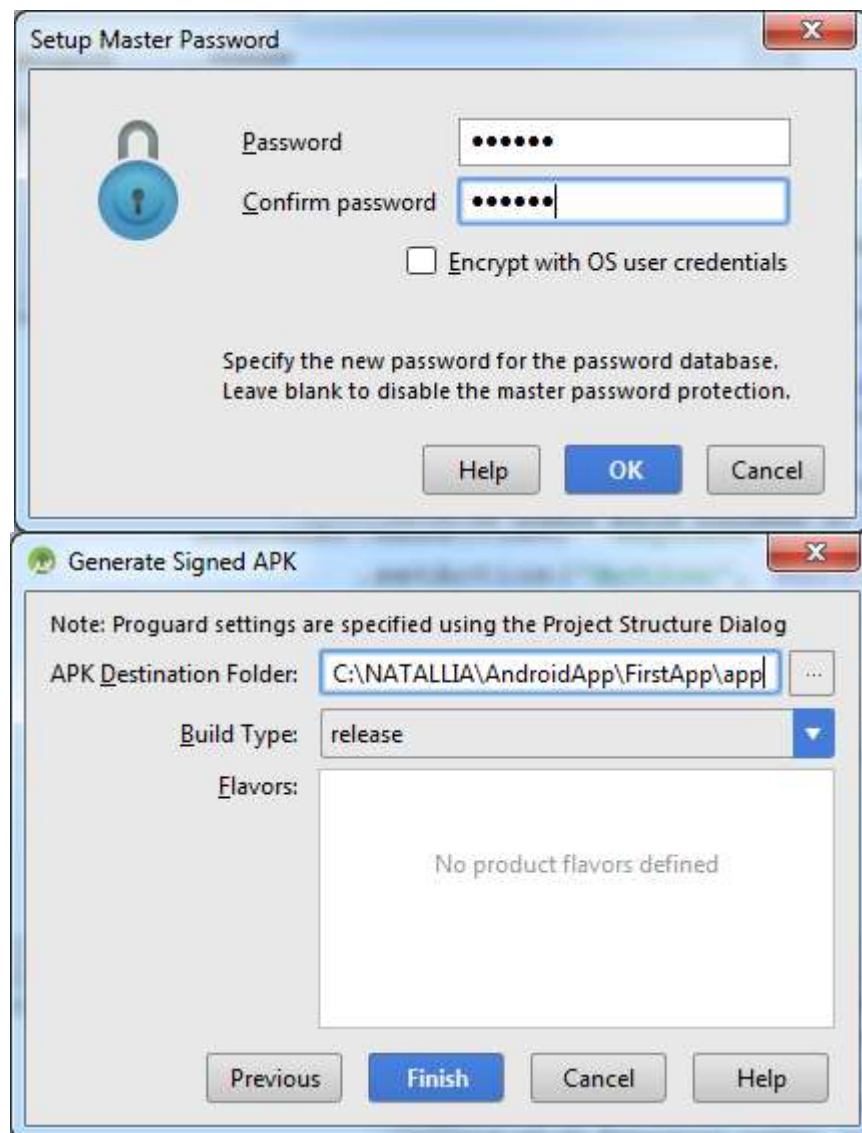 Setup Master Password
Password ••••••
Confirm password ••••••
Encrypt with OS user credentials
Specify the new password for the password database.
Leave blank to disable the master password protection.
Help OK Cancel
Generate Signed APK
Note: Proguard settings are specified using the Project Structure Dialog
APK Destination Folder: C:\NATALLIA\AndroidApp\FirstApp\app ...
Build Type: release
Flavors:
No product flavors defined
Previous Finish Cancel Help